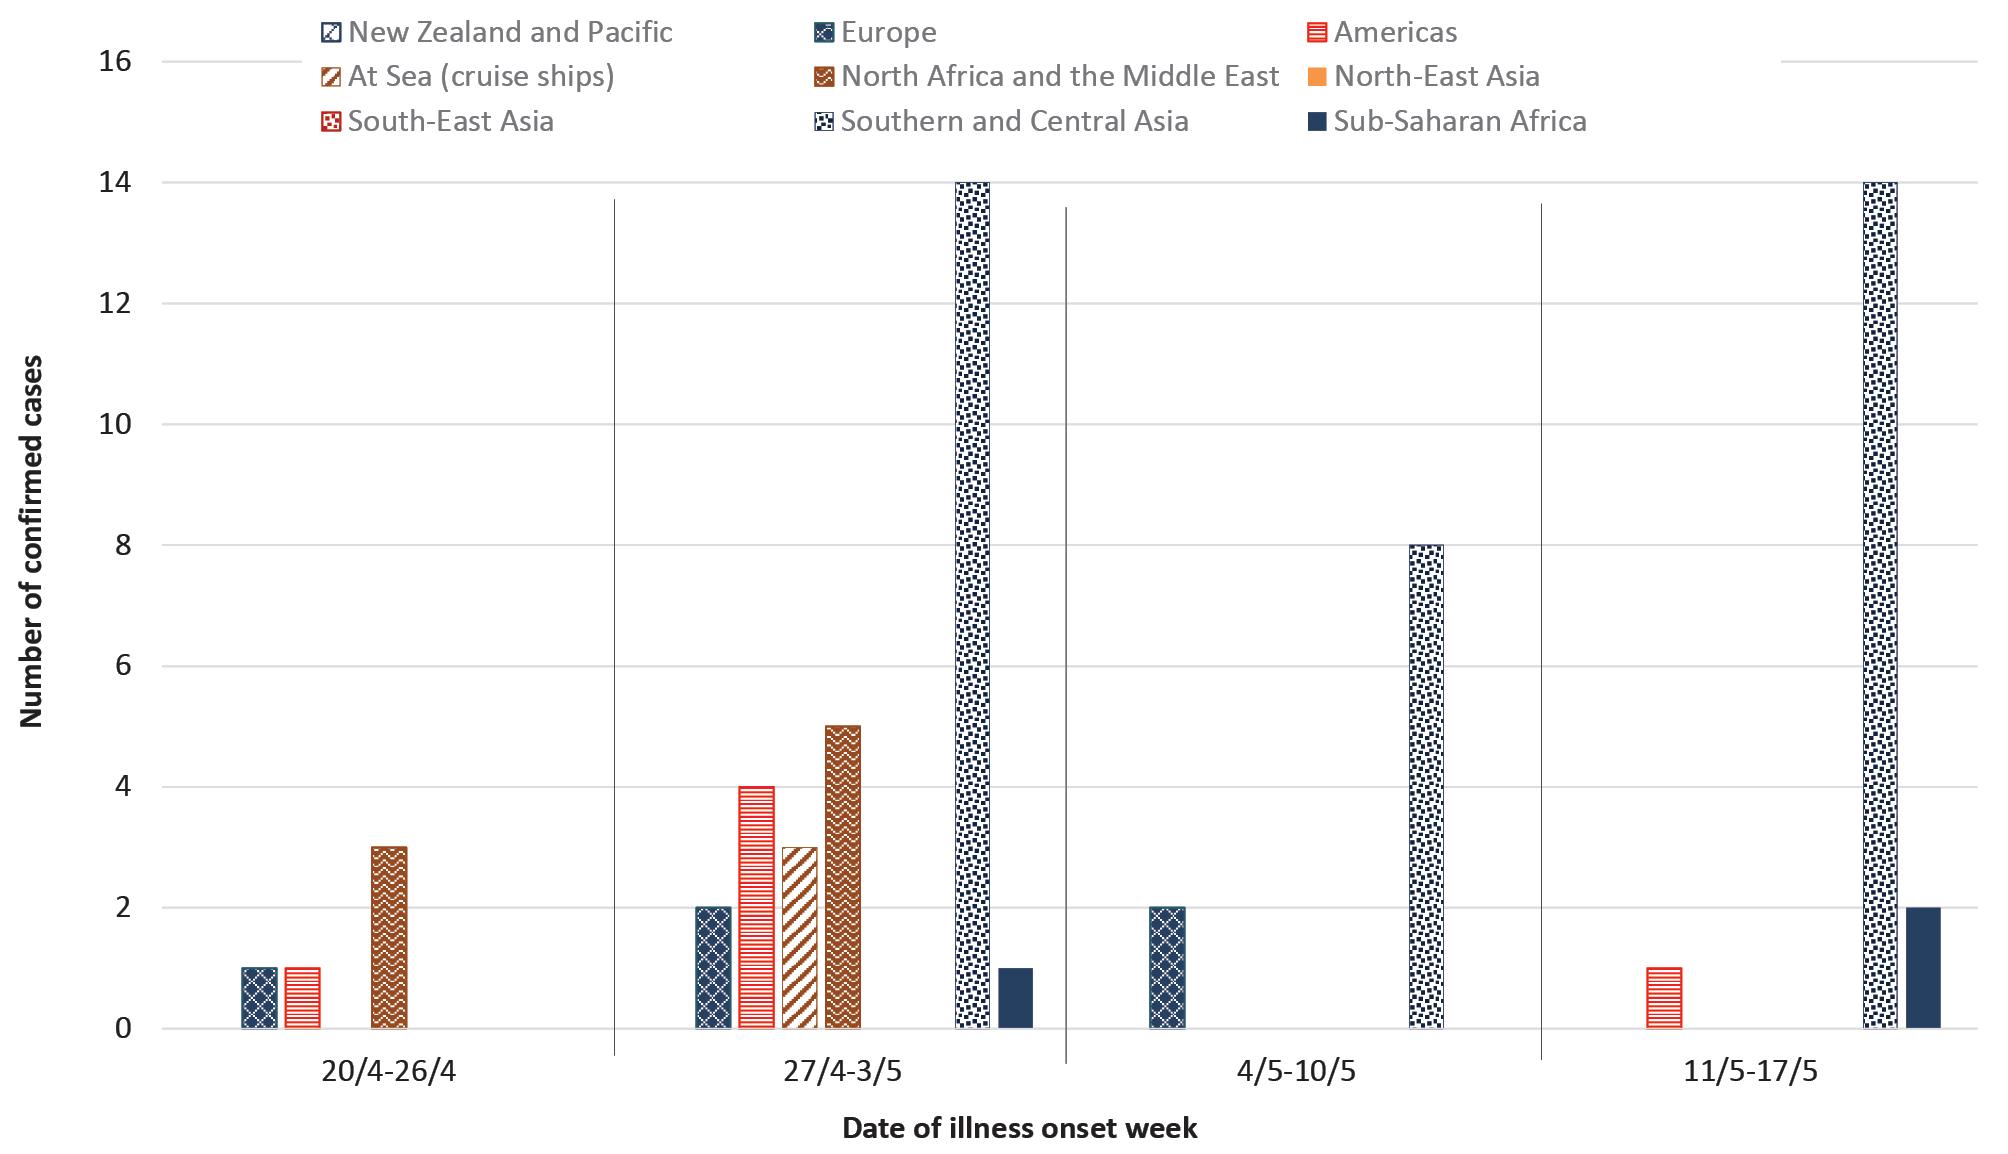 New Zealand and Pacific
Europe
Americas
At Sea (cruise ships)
North Africa and the Middle East
North-East Asia
South-East Asia
Southern and Central Asia
Sub-Saharan Africa
16
14
12
10
8
6
4
2
0
Number of confirmed cases
20/4-26/4
27/4-3/5
4/5-10/5
11/5-17/5
Date of illness onset week